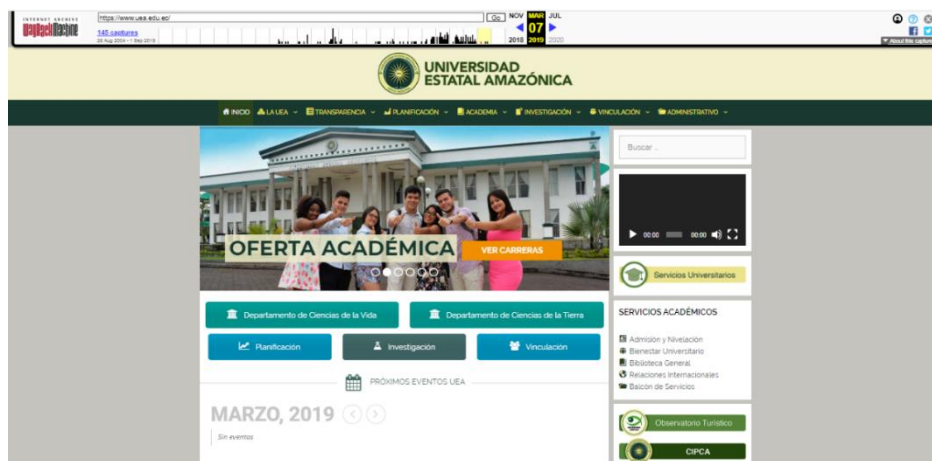 INTERNET ARCHIVE
WayBackMachine
https://www.uea.edu.ec/
Go
NOV MAR JUL
145 captures
07
2018 2019 2020
About this capture
UNIVERSIDAD
ESTATAL AMAZÓNICA
INICIO LA UEA TRANSPARENCIA PLANIFICACIÓN ACADEMIA INVESTIGACIÓN VINCULACIÓN ADMINISTRATIVO
OFERTA ACADÉMICA
VER CARRERAS
Buscar ...
00:00 00:00
Servicios Universitarios
Departamento de Ciencias de la Vida
Departamento de Ciencias de la Tierra
Planificación
Investigación
Vinculación
PRÓXIMOS EVENTOS UEA
MARZO, 2019
Sin eventos
SERVICIOS ACADÉMICOS
Admisión y Nivelación
Bienestar Universitario
Biblioteca General
Relaciones Internacionales
Balcón de Servicios
Observatorio Turístico
CIPCA